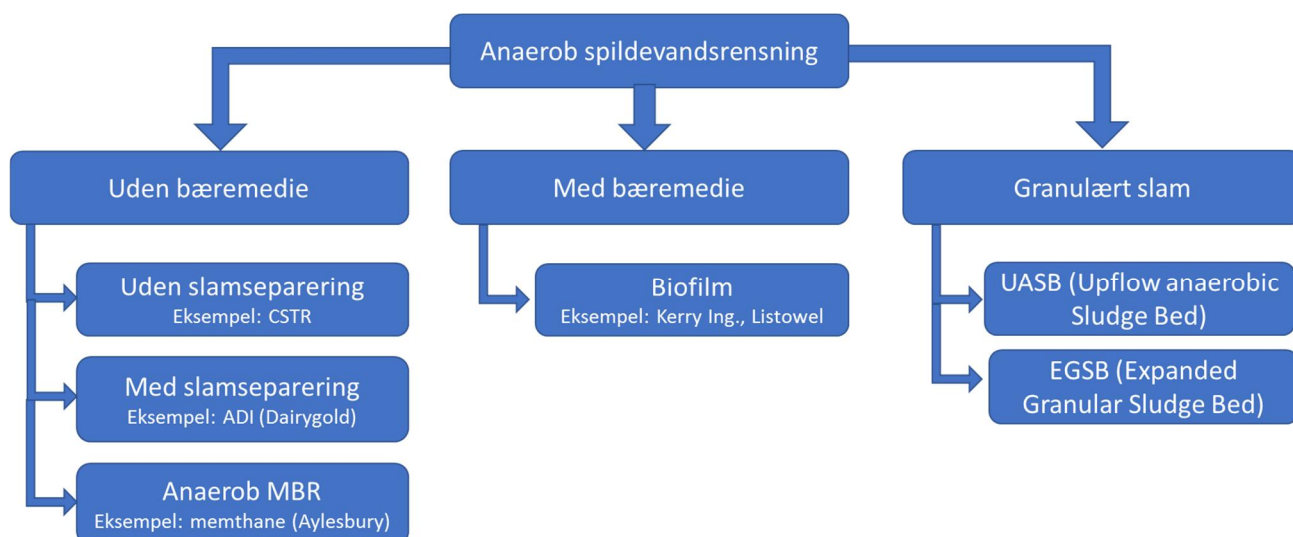 Anaerob spildevandsrensning
Uden bæremedie
Uden slamseparering
Eksempel: CSTR
Med slamseparering
Eksempel: ADI (Dairygold)
Anaerob MBR
Eksempel: memthane (Aylesbury)
Med bæremedie
Biofilm
Eksempel: Kerry Ing., Listowel
Granulært slam
UASB (Upflow anaerobic
Sludge Bed)
EGSB (Expanded
Granular Sludge Bed)